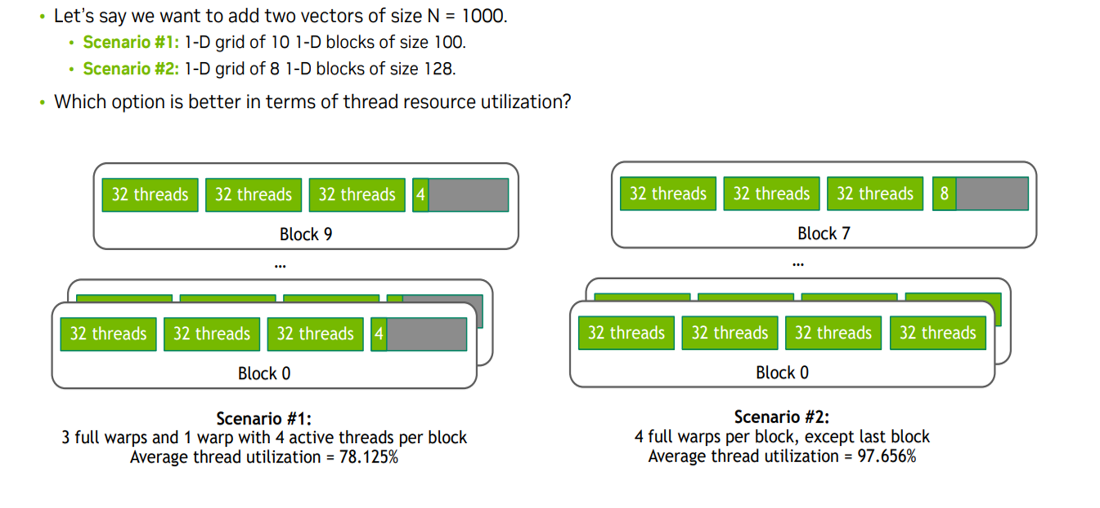 • Let's say we want to add two vectors of size N = 1000.
• Scenario #1: 1-D grid of 10 1-D blocks of size 100.
• Scenario #2: 1-D grid of 8 1-D blocks of size 128.
• Which option is better in terms of thread resource utilization?
32 threads 32 threads 32 threads 4
Block 9
...
32 threads 32 threads 32 threads 4
Block 0
Scenario #1:
3 full warps and 1 warp with 4 active threads per block
Average thread utilization = 78.125%
32 threads 32 threads 32 threads 8
Block 7
...
32 threads 32 threads 32 threads 32 threads
Block 0
Scenario #2:
4 full warps per block, except last block
Average thread utilization = 97.656%